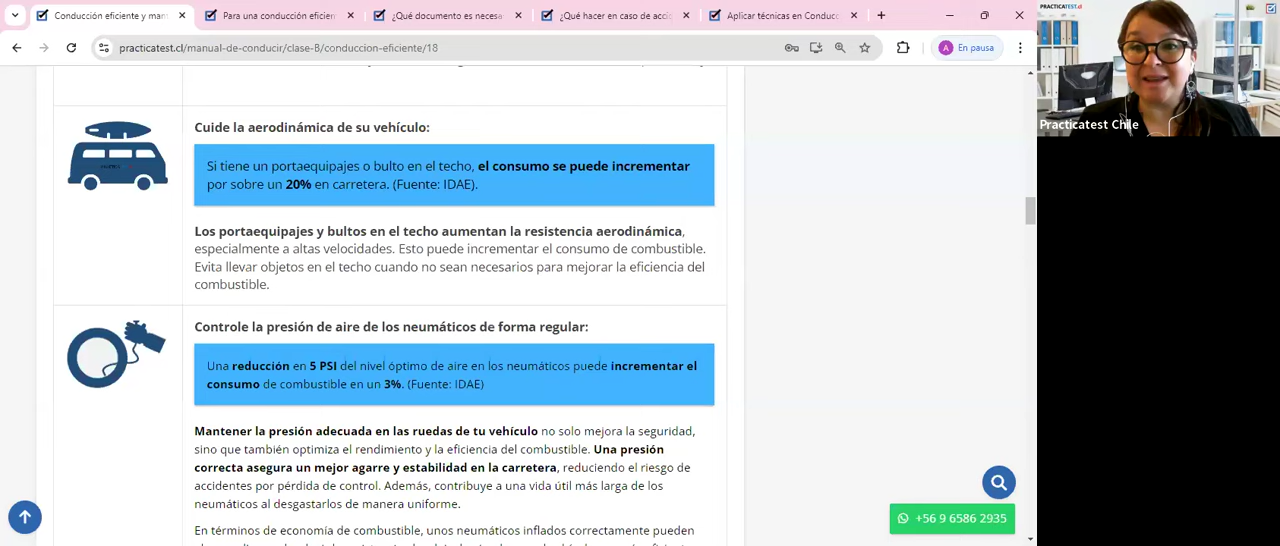 Conducción eficiente y man
Para una conducción eficien
¿Qué documento es necesa
¿Qué hacer en caso de accid
Aplicar técnicas en Conducc
practicatest.cl/manual-de-conducir/clase-B/conduccion-eficiente/18
A En pausa
PRACTICATEST.cl
Practicatest Chile
Cuide la aerodinámica de su vehículo:
Si tiene un portaequipajes o bulto en el techo, el consumo se puede incrementar
por sobre un 20% en carretera. (Fuente: IDAE).
Los portaequipajes y bultos en el techo aumentan la resistencia aerodinámica,
especialmente a altas velocidades. Esto puede incrementar el consumo de combustible.
Evita llevar objetos en el techo cuando no sean necesarios para mejorar la eficiencia del
combustible.
Controle la presión de aire de los neumáticos de forma regular:
Una reducción en 5 PSI del nivel óptimo de aire en los neumáticos puede incrementar el
consumo de combustible en un 3%. (Fuente: IDAE)
Mantener la presión adecuada en las ruedas de tu vehículo no solo mejora la seguridad,
sino que también optimiza el rendimiento y la eficiencia del combustible. Una presión
correcta asegura un mejor agarre y estabilidad en la carretera, reduciendo el riesgo de
accidentes por pérdida de control. Además, contribuye a una vida útil más larga de los
neumáticos al desgastarlos de manera uniforme.
+56 9 6586 2935
En términos de economía de combustible, unos neumáticos inflados correctamente pueden